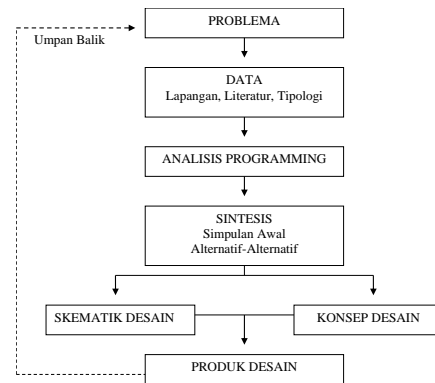 PROBLEMA
Umpan Balik
DATA
Lapangan, Literatur, Tipologi
ANALISIS PROGRAMMING
SINTESIS
Simpulan Awal
Alternatif-Alternatif
SKEMATIK DESAIN
KONSEP DESAIN
PRODUK DESAIN